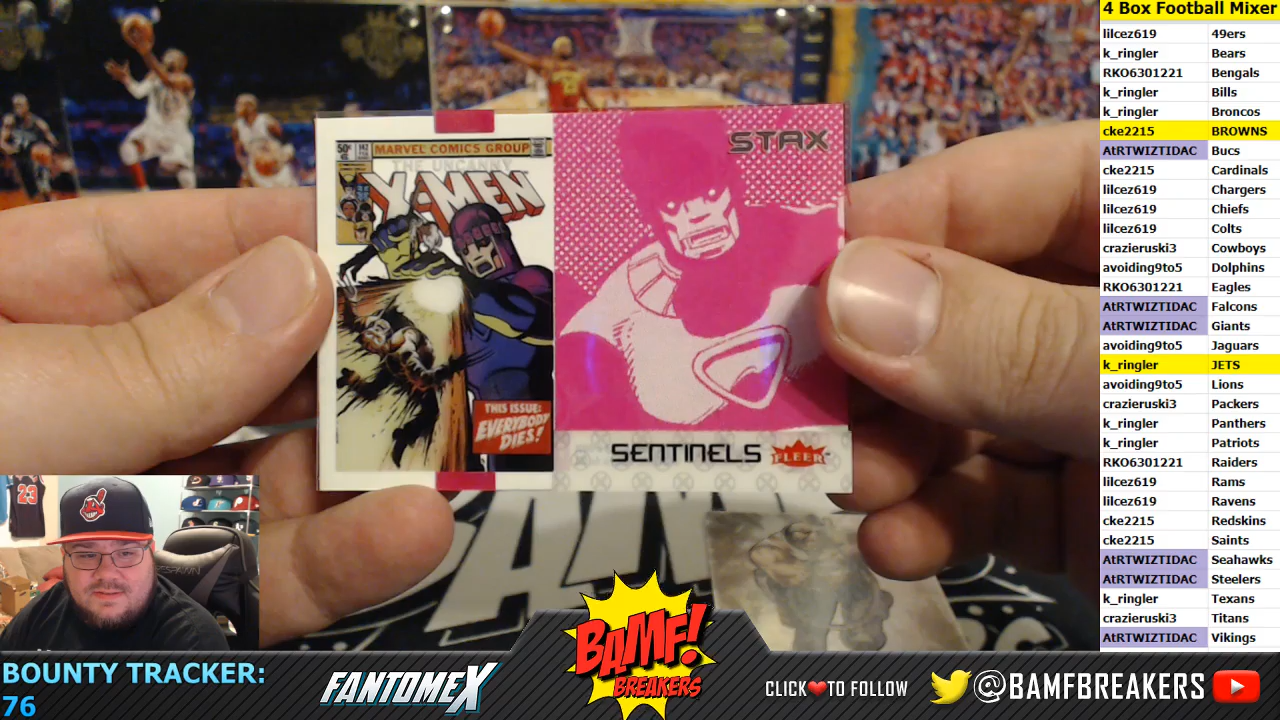 4 Box Football Mixer
lilcez619 49ers
k_ringler Bears
RKO6301221 Bengals
k_ringler Bills
k_ringler Broncos
cke2215 BROWNS
AtRTWIZTIDAC Bucs
cke2215 Cardinals
lilcez619 Chargers
lilcez619 Chiefs
lilcez619 Colts
crazieruski3 Cowboys
avoiding9to5 Dolphins
RKO6301221 Eagles
AtRTWIZTIDAC Falcons
AtRTWIZTIDAC Giants
avoiding9to5 Jaguars
k_ringler JETS
avoiding9to5 Lions
crazieruski3 Packers
k_ringler Panthers
k_ringler Patriots
RKO6301221 Raiders
lilcez619 Rams
lilcez619 Ravens
cke2215 Redskins
cke2215 Saints
AtRTWIZTIDAC Seahawks
AtRTWIZTIDAC Steelers
k_ringler Texans
crazieruski3 Titans
AtRTWIZTIDAC Vikings
50¢ 142 MARVEL COMICS GROUP
THE UNCANNY
X-MEN
THIS ISSUE:
EVERYBODY
DIES!
STAX
SENTINELS FLEER
23
BOUNTY TRACKER:
76
FANTOMEX
BAMF!
BREAKERS
CLICK❤TO FOLLOW
@BAMFBREAKERS